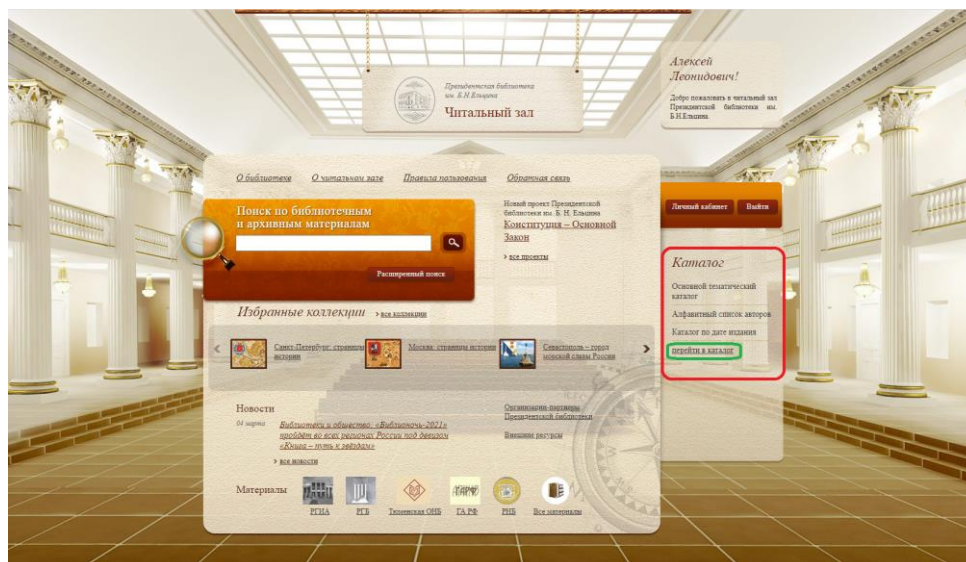 Президентская библиотека
им. Б.Н.Ельцина
Читальный зал
Алексей
Леонидович!
Добро пожаловать в читальный зал
Президентской библиотеки им.
Б.Н.Ельцина.
О библиотеке О читальном зале Правила пользования Обратная связь
Поиск по библиотечным
и архивным материалам
Расширенный поиск
Новый проект Президентской
библиотеки им. Б. Н. Ельцина
Конституция – Основной
Закон
> все проекты
Личный кабинет Выйти
Каталог
Основной тематический
каталог
Алфавитный список авторов
Каталог по дате издания
перейти в каталог
Избранные коллекции > все коллекции
Санкт-Петербург: страницы
истории
Москва: страницы истории
Севастополь – город
морской славы России
Новости
04 марта
Библиотеки и общество: «Библионочь-2021»
пройдёт во всех регионах России под девизом
«Книга – путь к звёздам»
> все новости
Организации-партнеры
Президентской библиотеки
Внешние ресурсы
Материалы
РГИА РГБ Тюменская ОНБ ГА РФ РНБ Все материалы